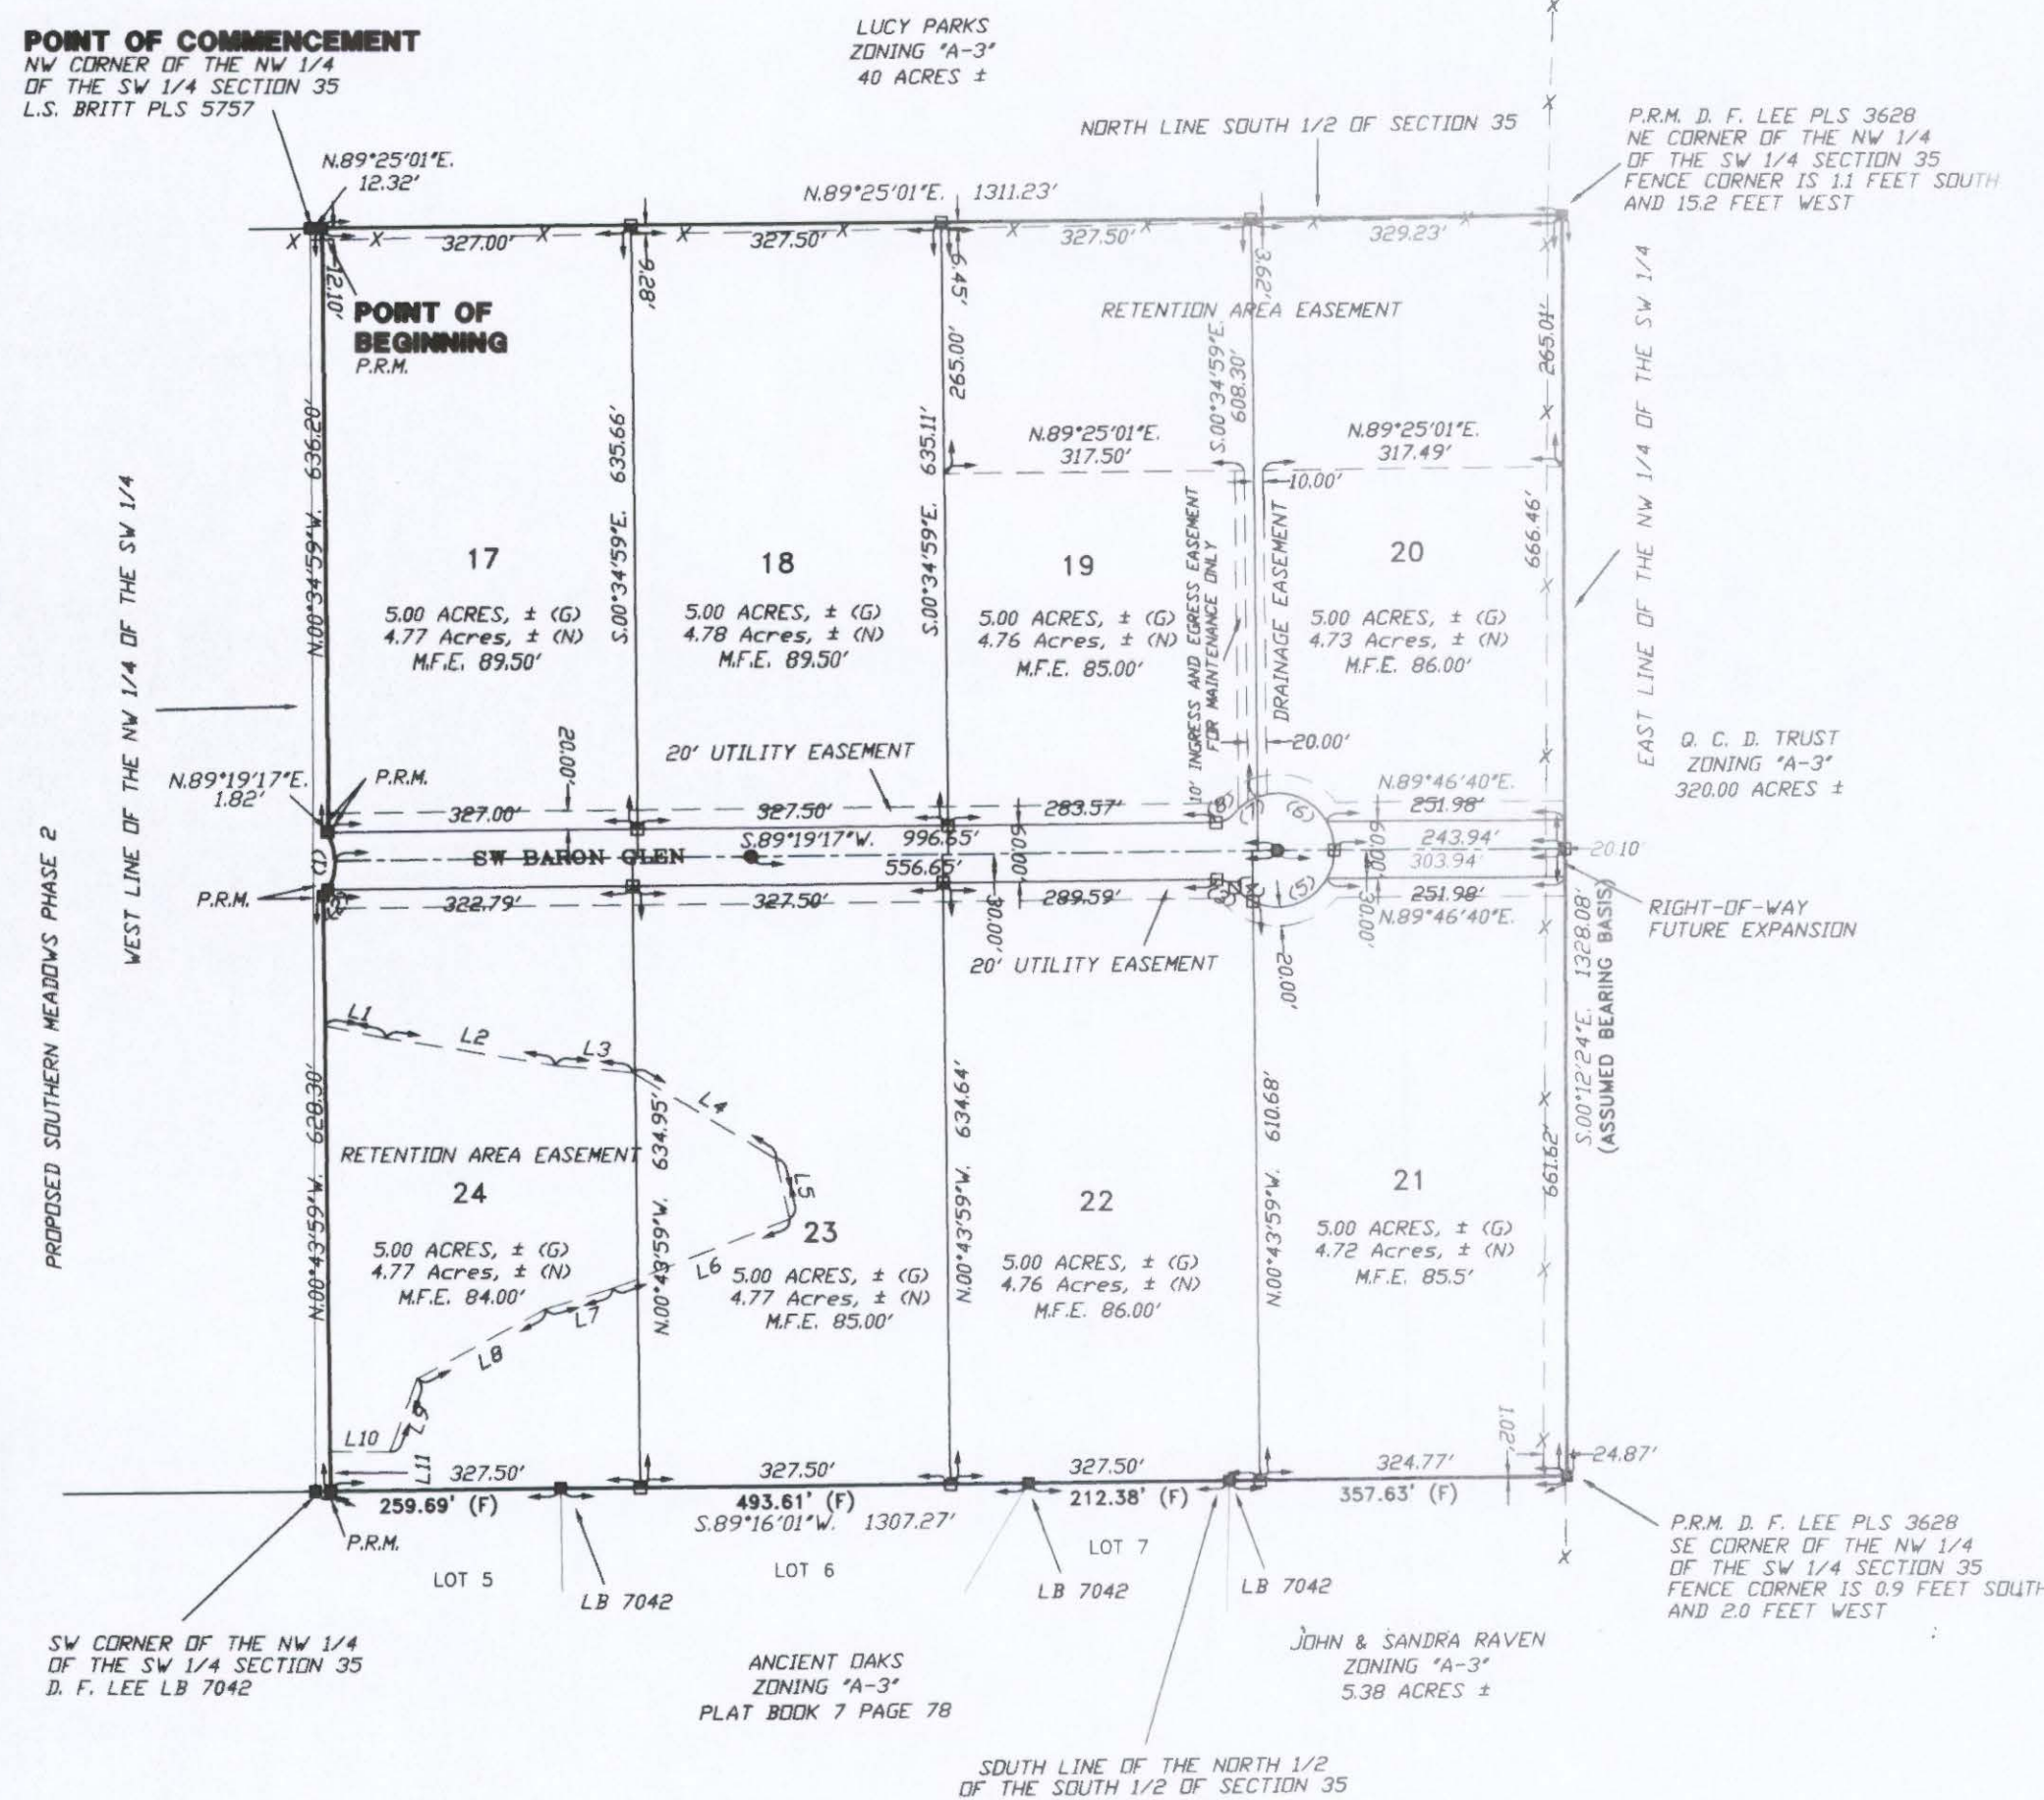 LUCY PARKS
ZONING "A-3"
40 ACRES ±
POINT OF COMMENCEMENT
NW CORNER OF THE NW 1/4
OF THE SW 1/4 SECTION 35
L.S. BRITT PLS 5757
NORTH LINE SOUTH 1/2 OF SECTION 35
P.R.M. D. F. LEE PLS 3628
NE CORNER OF THE NW 1/4
OF THE SW 1/4 SECTION 35
FENCE CORNER IS 1.1 FEET SOUTH
AND 15.2 FEET WEST
N.89°25'01"E.
12.32'
N.89°25'01"E. 1311.23'
327.00'
327.50'
327.50'
329.23'
12.10'
9.28'
6.45'
3.62'
POINT OF
BEGINNING
P.R.M.
RETENTION AREA EASEMENT
265.00'
265.01'
S.00°34'59"E.
608.30'
N.00°34'59"W. 636.20'
S.00°34'59"E. 635.66'
S.00°34'59"E. 635.11'
N.89°25'01"E.
317.50'
N.89°25'01"E.
317.49'
10.00'
666.46'
WEST LINE OF THE NW 1/4 OF THE SW 1/4
EAST LINE OF THE NW 1/4 OF THE SW 1/4
10' INGRESS AND EGRESS EASEMENT
FOR MAINTENANCE ONLY
DRAINAGE EASEMENT
17
5.00 ACRES, ± (G)
4.77 Acres, ± (N)
M.F.E. 89.50'
18
5.00 ACRES, ± (G)
4.78 Acres, ± (N)
M.F.E. 89.50'
19
5.00 ACRES, ± (G)
4.76 Acres, ± (N)
M.F.E. 85.00'
20
5.00 ACRES, ± (G)
4.73 Acres, ± (N)
M.F.E. 86.00'
Q. C. D. TRUST
ZONING "A-3"
320.00 ACRES ±
20.00'
20' UTILITY EASEMENT
20.00'
N.89°19'17"E.
1.82'
P.R.M.
N.89°46'40"E.
327.00'
327.50'
283.57'
(8)
(7)
(6)
251.98'
S.89°19'17"W. 996.65'
60.00'
60.00'
243.94'
(1)
SW BARON GLEN
556.65'
303.94'
20.10'
P.R.M.
322.79'
327.50'
289.59'
(5)
251.98'
N.89°46'40"E.
30.00'
30.00'
20' UTILITY EASEMENT
20.00'
RIGHT-OF-WAY
FUTURE EXPANSION
S.00°12'24"E. 1328.08'
(ASSUMED BEARING BASIS)
PROPOSED SOUTHERN MEADOWS PHASE 2
L1
L2
L3
L4
L5
L6
L7
L8
L9
L10
L11
N.00°43'59"W. 628.30'
N.00°43'59"W. 634.95'
N.00°43'59"W. 634.64'
N.00°43'59"W. 610.68'
661.62'
RETENTION AREA EASEMENT
24
5.00 ACRES, ± (G)
4.77 Acres, ± (N)
M.F.E. 84.00'
23
5.00 ACRES, ± (G)
4.77 Acres, ± (N)
M.F.E. 85.00'
22
5.00 ACRES, ± (G)
4.76 Acres, ± (N)
M.F.E. 86.00'
21
5.00 ACRES, ± (G)
4.72 Acres, ± (N)
M.F.E. 85.5'
1.02'
24.87'
327.50'
327.50'
327.50'
324.77'
259.69' (F)
493.61' (F)
212.38' (F)
357.63' (F)
S.89°16'01"W. 1307.27'
P.R.M.
LOT 5
LOT 6
LOT 7
LB 7042
LB 7042
LB 7042
P.R.M. D. F. LEE PLS 3628
SE CORNER OF THE NW 1/4
OF THE SW 1/4 SECTION 35
FENCE CORNER IS 0.9 FEET SOUTH
AND 2.0 FEET WEST
SW CORNER OF THE NW 1/4
OF THE SW 1/4 SECTION 35
D. F. LEE LB 7042
ANCIENT OAKS
ZONING "A-3"
PLAT BOOK 7 PAGE 78
JOHN & SANDRA RAVEN
ZONING "A-3"
5.38 ACRES ±
SOUTH LINE OF THE NORTH 1/2
OF THE SOUTH 1/2 OF SECTION 35